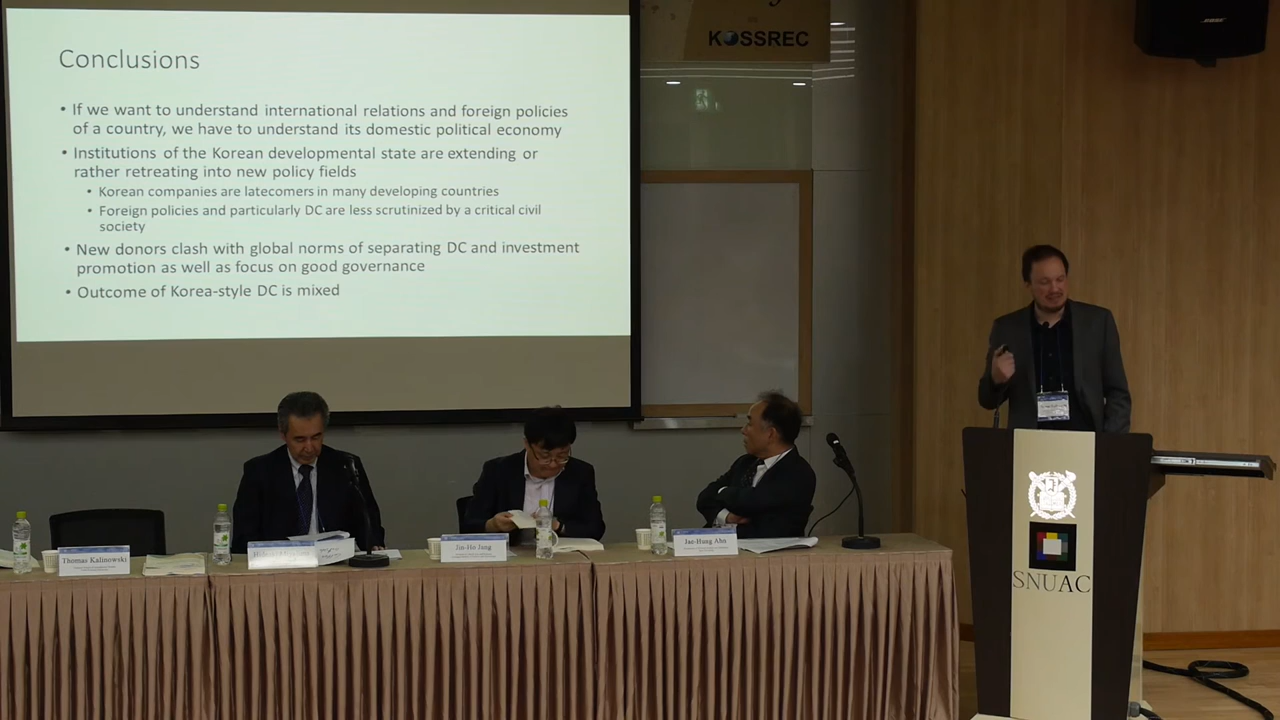 KOSSREC
Conclusions
• If we want to understand international relations and foreign policies
of a country, we have to understand its domestic political economy
• Institutions of the Korean developmental state are extending or
rather retreating into new policy fields
• Korean companies are latecomers in many developing countries
• Foreign policies and particularly DC are less scrutinized by a critical civil
society
• New donors clash with global norms of separating DC and investment
promotion as well as focus on good governance
• Outcome of Korea-style DC is mixed
BOSE
Thomas Kalinowski
Jin-Ho Jang
Jae-Hung Ahn
SNUAC